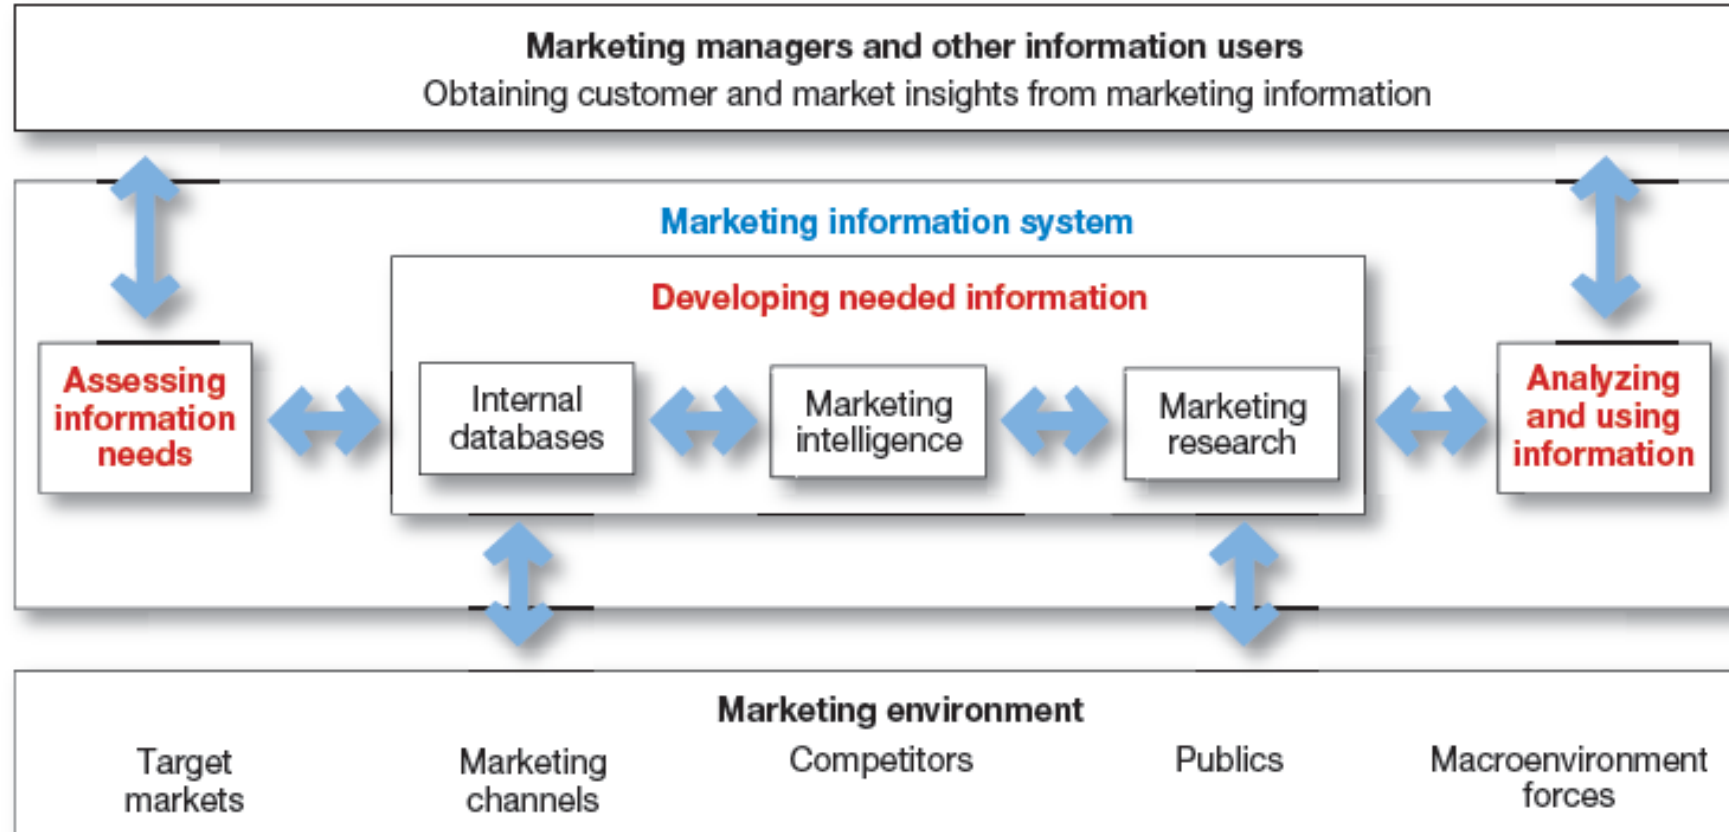 Marketing managers and other information users
Obtaining customer and market insights from marketing information
Marketing information system
Developing needed information
Assessing
information
needs
Internal
databases
Marketing
intelligence
Marketing
research
Analyzing
and using
information
Marketing environment
Target
markets
Marketing
channels
Competitors
Publics
Macroenvironment
forces